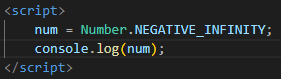 <script>
num = Number.NEGATIVE_INFINITY;
console.log(num);
</script>